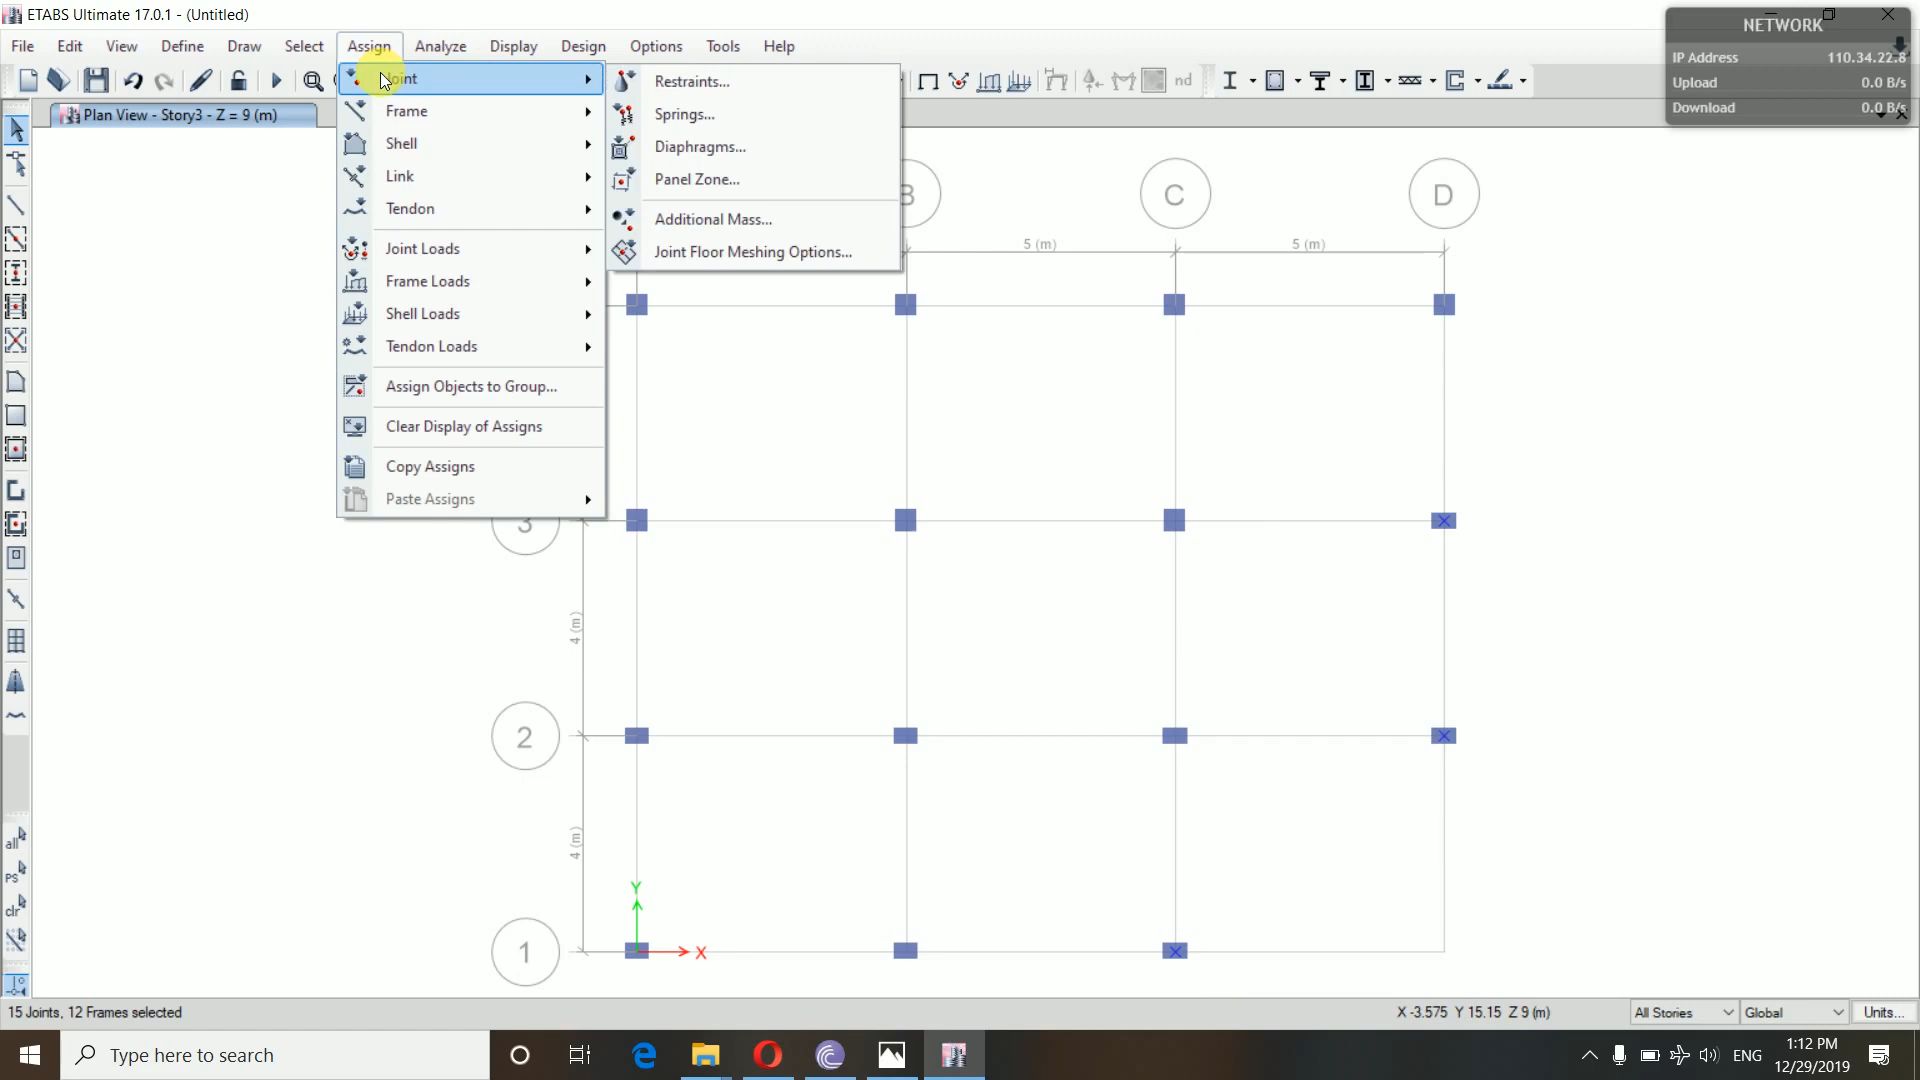 ETABS Ultimate 17.0.1 - (Untitled)
File Edit View Define Draw Select Assign Analyze Display Design Options Tools Help
NETWORK
IP Address 110.34.22.8
Upload 0.0 B/s
Download 0.0 B/s
nd
Plan View - Story3 - Z = 9 (m)
Joint
Frame
Shell
Link
Tendon
Joint Loads
Frame Loads
Shell Loads
Tendon Loads
Assign Objects to Group...
Clear Display of Assigns
Copy Assigns
Paste Assigns
Restraints...
Springs...
Diaphragms...
Panel Zone...
Additional Mass...
Joint Floor Meshing Options...
B C D
5 (m) 5 (m)
3
4 (m)
2
4 (m)
1
Y
X
all
PS
clr
15 Joints, 12 Frames selected
X -3.575 Y 15.15 Z 9 (m)
All Stories
Global
Units...
Type here to search
ENG
1:12 PM
12/29/2019